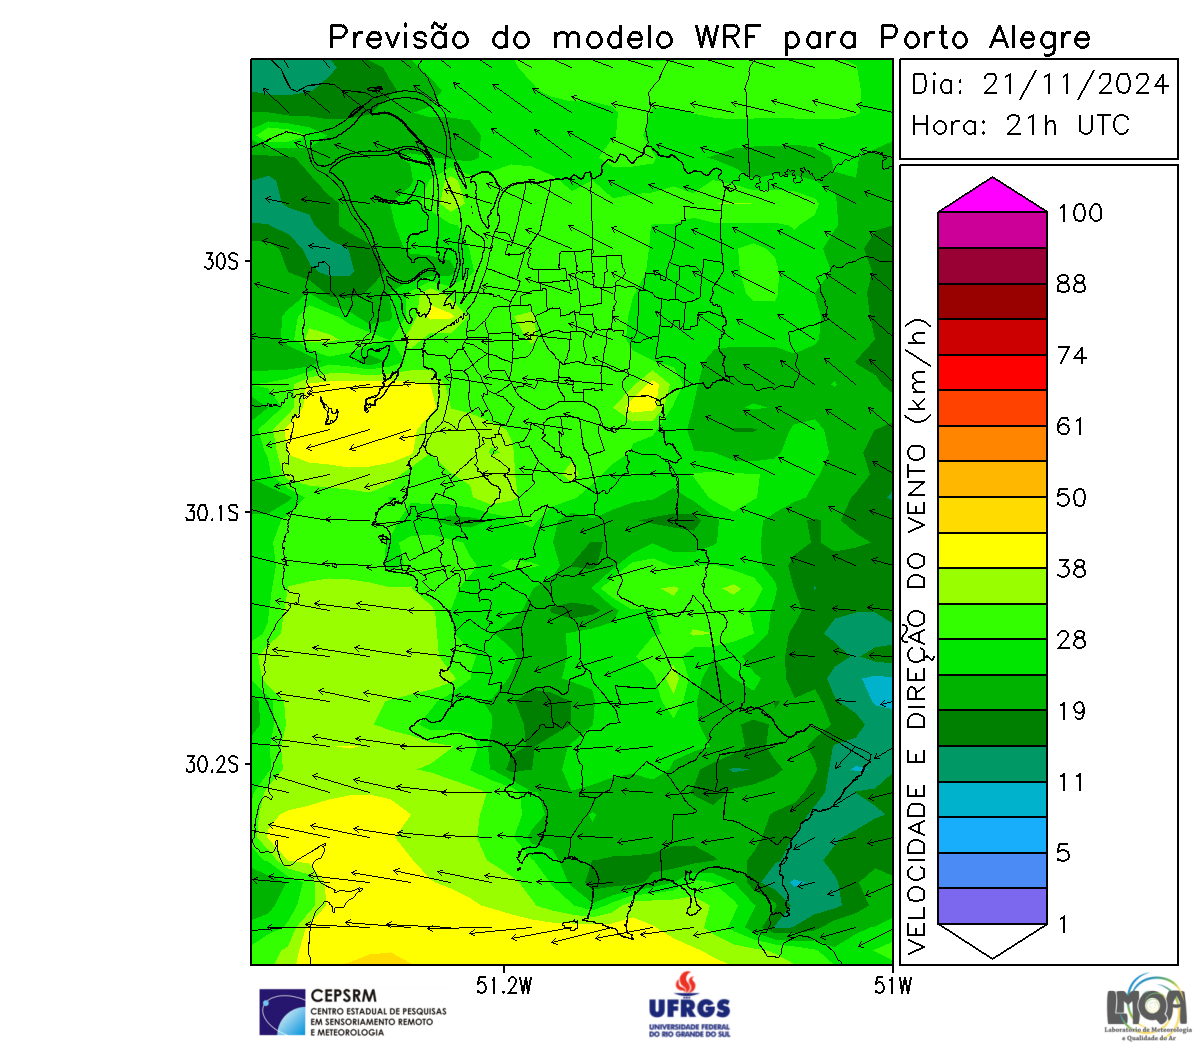 Previsão do modelo WRF para Porto Alegre
Dia: 21/11/2024
Hora: 21h UTC
VELOCIDADE E DIREÇÃO DO VENTO (km/h)
100
88
74
61
50
38
28
19
11
5
1
30S
30.1S
30.2S
51.2W
51W
CEPSRM
CENTRO ESTADUAL DE PESQUISAS
EM SENSORIAMENTO REMOTO
E METEOROLOGIA
UFRGS
UNIVERSIDADE FEDERAL
DO RIO GRANDE DO SUL
LMQA
Laboratório de Meteorologia
e Qualidade do Ar